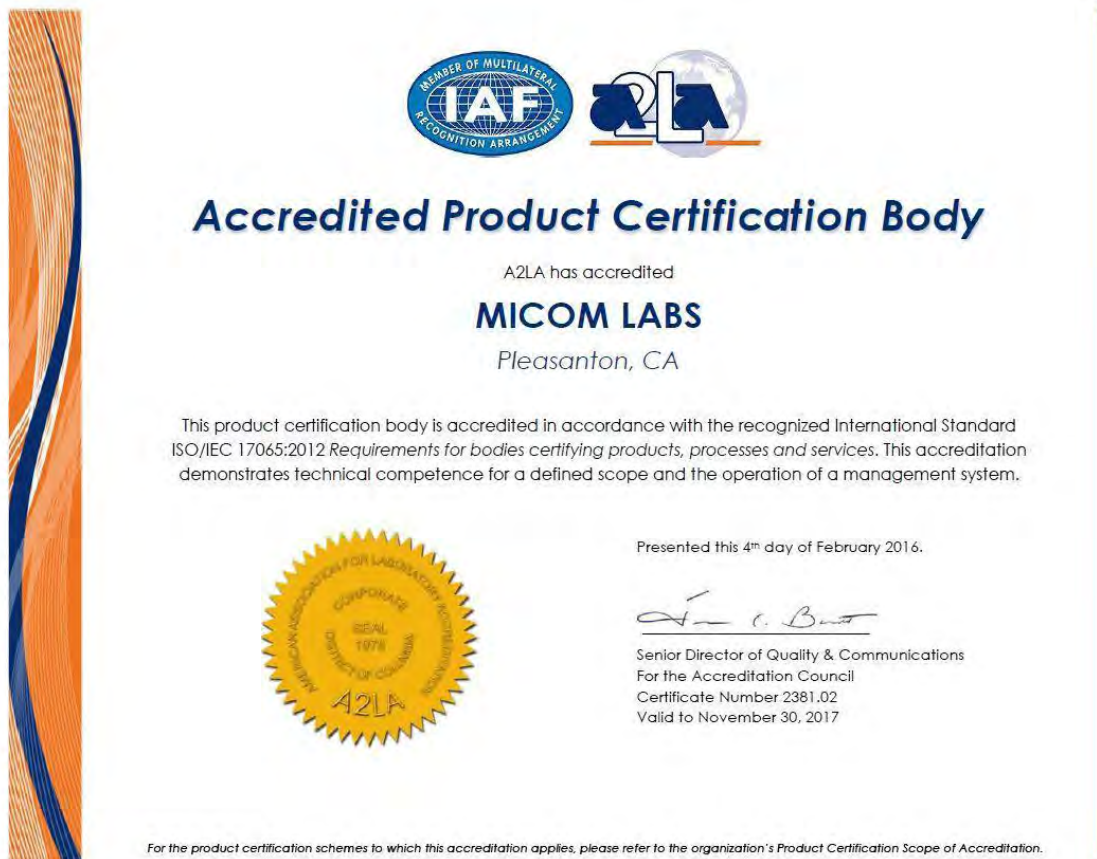 MEMBER OF MULTILATERAL
IAF
RECOGNITION ARRANGEMENT
a2La
Accredited Product Certification Body
A2LA has accredited
MICOM LABS
Pleasanton, CA
This product certification body is accredited in accordance with the recognized International Standard
ISO/IEC 17065:2012 Requirements for bodies certifying products, processes and services. This accreditation
demonstrates technical competence for a defined scope and the operation of a management system.
AMERICAN ASSOCIATION FOR LABORATORY ACCREDITATION
CORPORATE
SEAL
1978
DISTRICT OF COLUMBIA
A2LA
Presented this 4th day of February 2016.
Senior Director of Quality & Communications
For the Accreditation Council
Certificate Number 2381.02
Valid to November 30, 2017
For the product certification schemes to which this accreditation applies, please refer to the organization's Product Certification Scope of Accreditation.